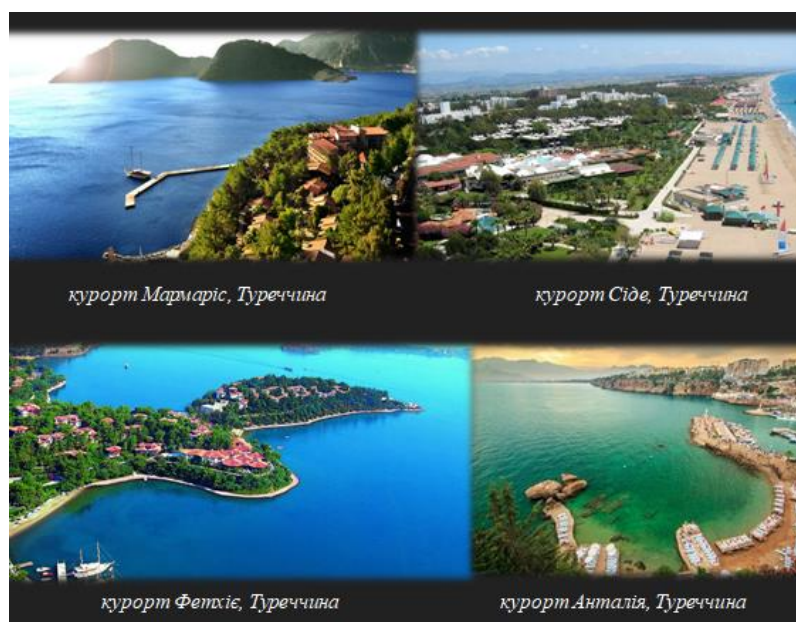 курорт Мармаріс, Туреччина
курорт Сіде, Туреччина
курорт Фетхіє, Туреччина
курорт Анталія, Туреччина